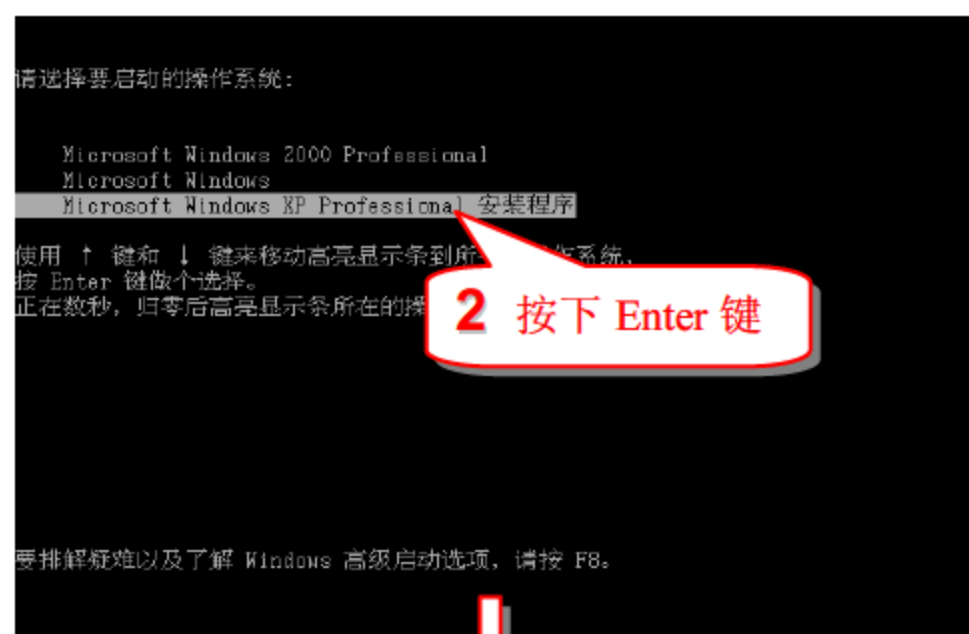 请选择要启动的操作系统:
Microsoft Windows 2000 Professional
Microsoft Windows
Microsoft Windows XP Professional 安装程序
使用 ↑ 键和 ↓ 键来移动高亮显示条到所 作系统,
按 Enter 键做个选择。
正在数秒, 归零后高亮显示条所在的操
2 按下 Enter 键
要排解疑难以及了解 Windows 高级启动选项, 请按 F8。